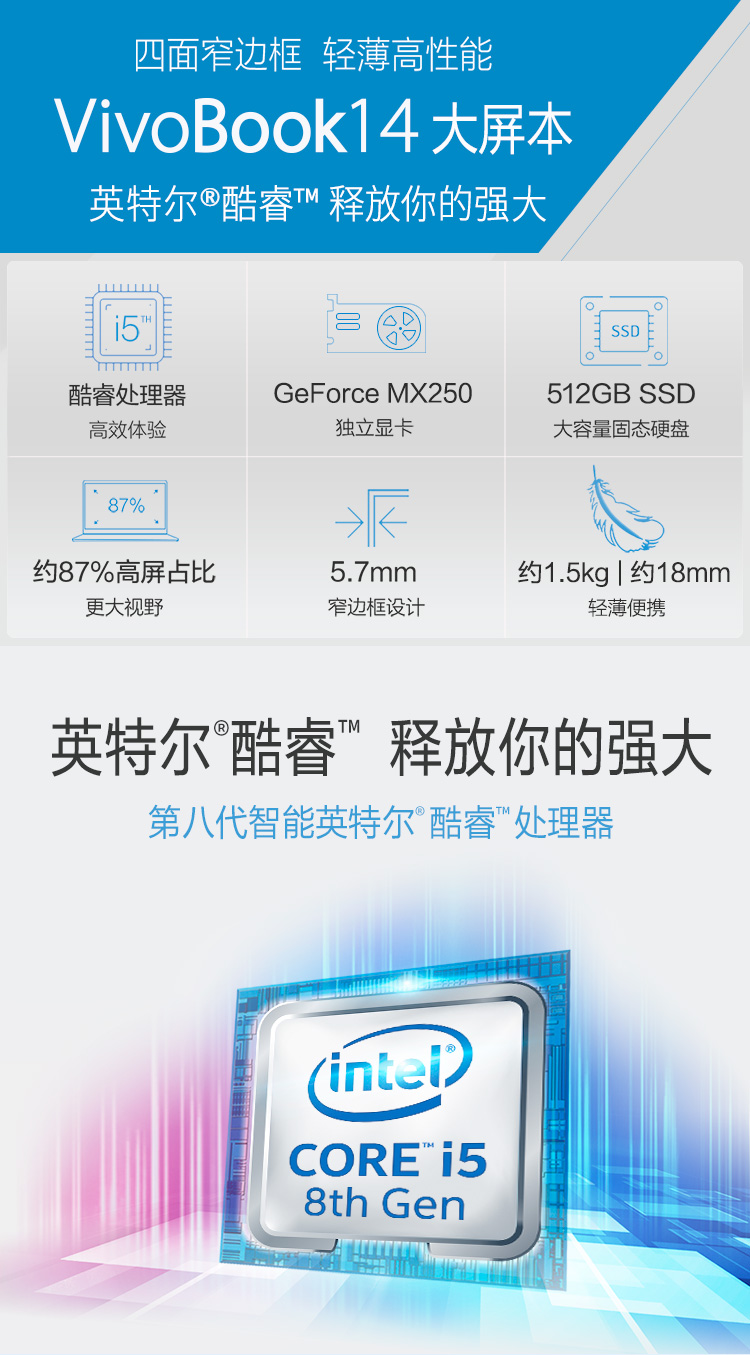 四面窄边框 轻薄高性能
VivoBook14 大屏本
英特尔®酷睿™ 释放你的强大
i5TH
SSD
酷睿处理器
GeForce MX250
512GB SSD
高效体验
独立显卡
大容量固态硬盘
87%
约87%高屏占比
5.7mm
约1.5kg | 约18mm
更大视野
窄边框设计
轻薄便携
英特尔®酷睿™ 释放你的强大
第八代智能英特尔®酷睿™处理器
intel®
CORE™ i5
8th Gen